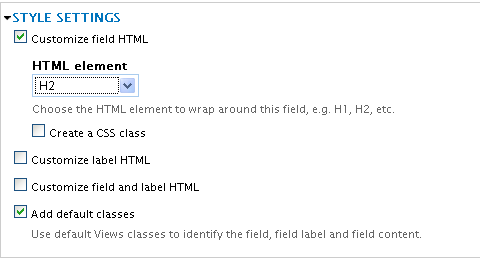 STYLE SETTINGS
Customize field HTML
HTML element
H2
Choose the HTML element to wrap around this field, e.g. H1, H2, etc.
Create a CSS class
Customize label HTML
Customize field and label HTML
Add default classes
Use default Views classes to identify the field, field label and field content.